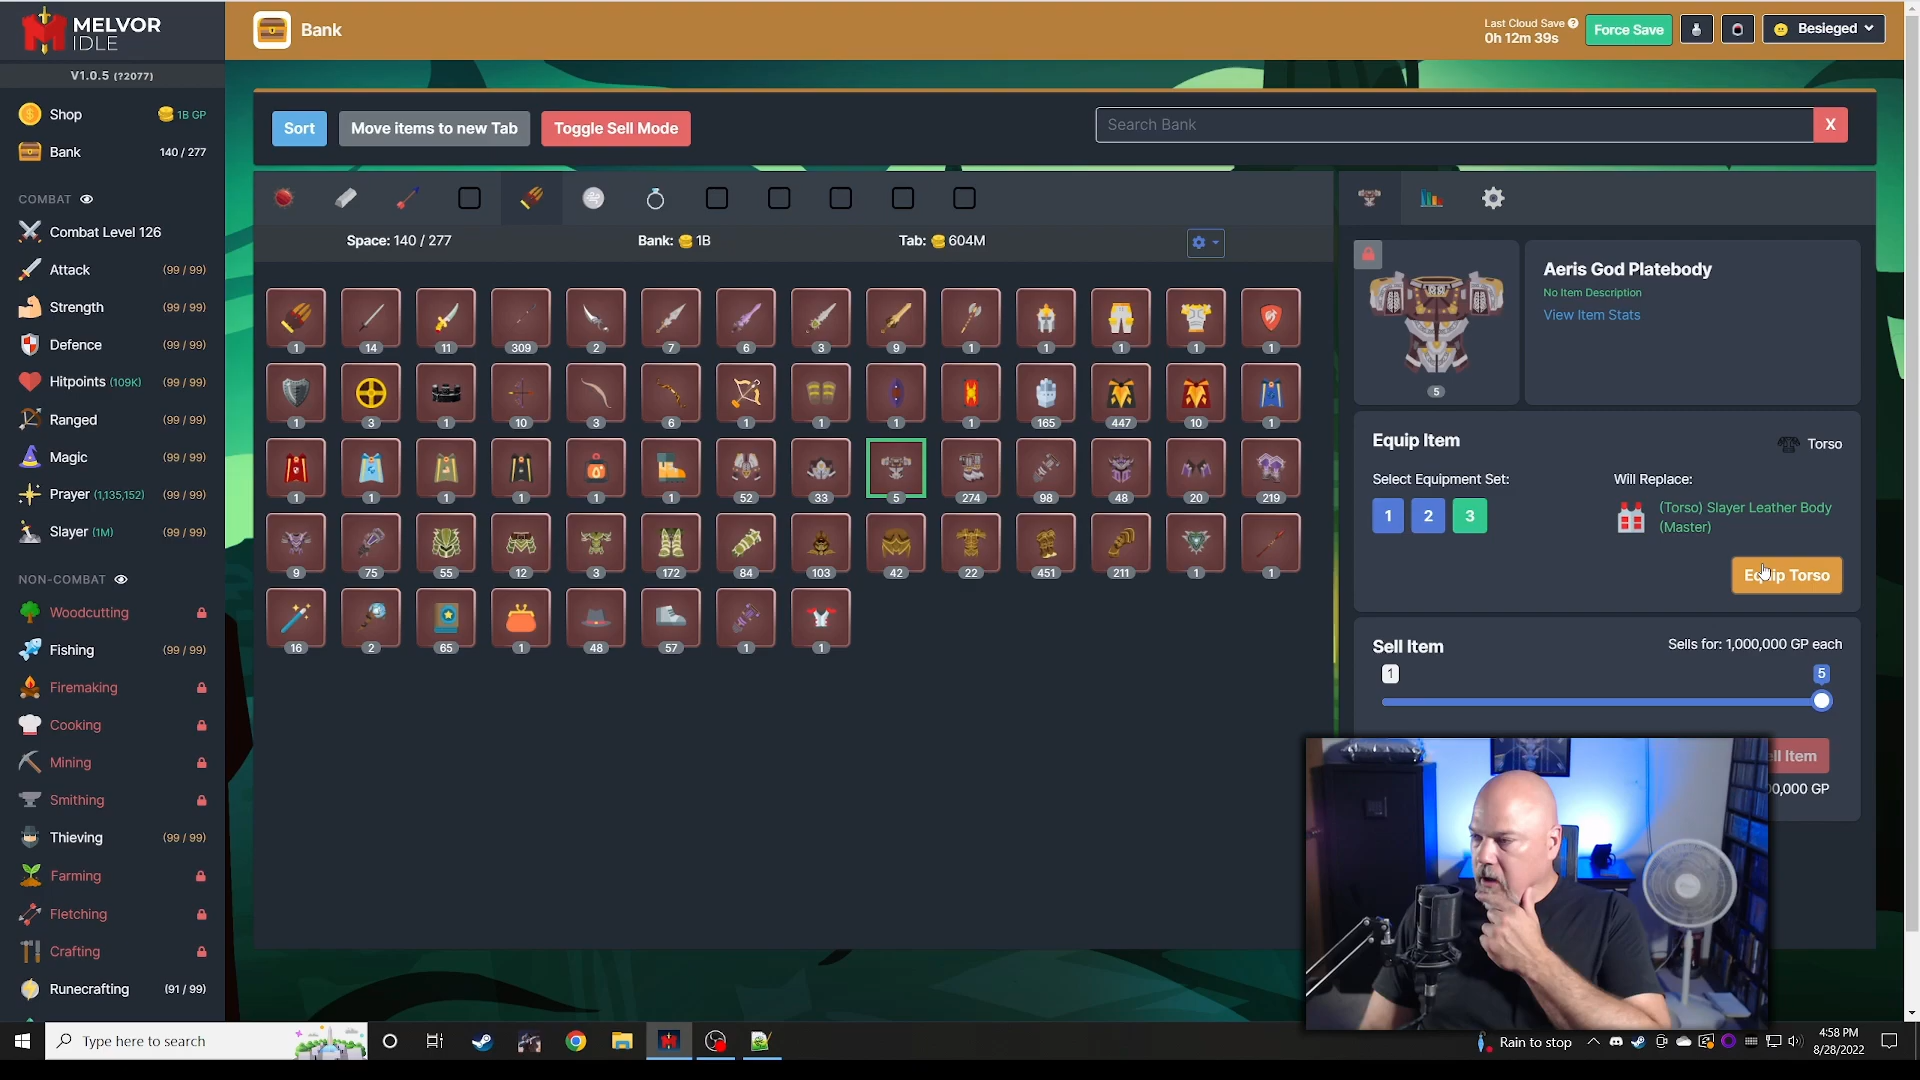 MELVOR
IDLE
V1.0.5 (?2077)
Shop 1B GP
Bank 140 / 277
COMBAT
Combat Level 126
Attack (99 / 99)
Strength (99 / 99)
Defence (99 / 99)
Hitpoints (109K) (99 / 99)
Ranged (99 / 99)
Magic (99 / 99)
Prayer (1,135,152) (99 / 99)
Slayer (1M) (99 / 99)
NON-COMBAT
Woodcutting
Fishing (99 / 99)
Firemaking
Cooking
Mining
Smithing
Thieving (99 / 99)
Farming
Fletching
Crafting
Runecrafting (91 / 99)
Bank
Last Cloud Save
0h 12m 39s
Force Save
Besieged
Sort
Move items to new Tab
Toggle Sell Mode
Search Bank
X
Space: 140 / 277
Bank: 1B
Tab: 604M
1 14 11 309 2 7 6 3 9 1 1 1 1 1
1 3 1 10 3 6 1 1 1 1 165 447 10 1
1 1 1 1 1 1 52 33 5 274 98 48 20 219
9 75 55 12 3 172 84 103 42 22 451 211 1 1
16 2 65 1 48 57 1 1
5
Aeris God Platebody
No Item Description
View Item Stats
Equip Item
Torso
Select Equipment Set:
1 2 3
Will Replace:
(Torso) Slayer Leather Body
(Master)
Equip Torso
Sell Item
Sells for: 1,000,000 GP each
1
5
Item
00,000 GP
Type here to search
Rain to stop
4:58 PM
8/28/2022